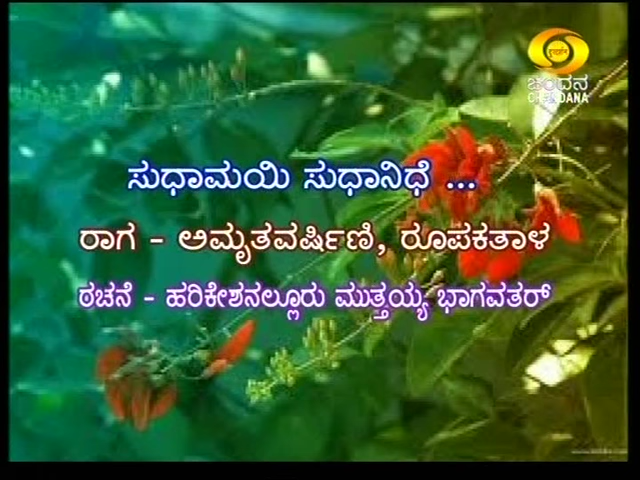 ಚಂದನ
CHANDANA
ಸುಧಾಮಯಿ ಸುಧಾನಿಧೆ ...
ರಾಗ - ಅಮೃತವರ್ಷಿಣಿ, ರೂಪಕತಾಳ
ರಚನೆ - ಹರಿಕೇಶನಲ್ಲೂರು ಮುತ್ತಯ್ಯ ಭಾಗವತರ್